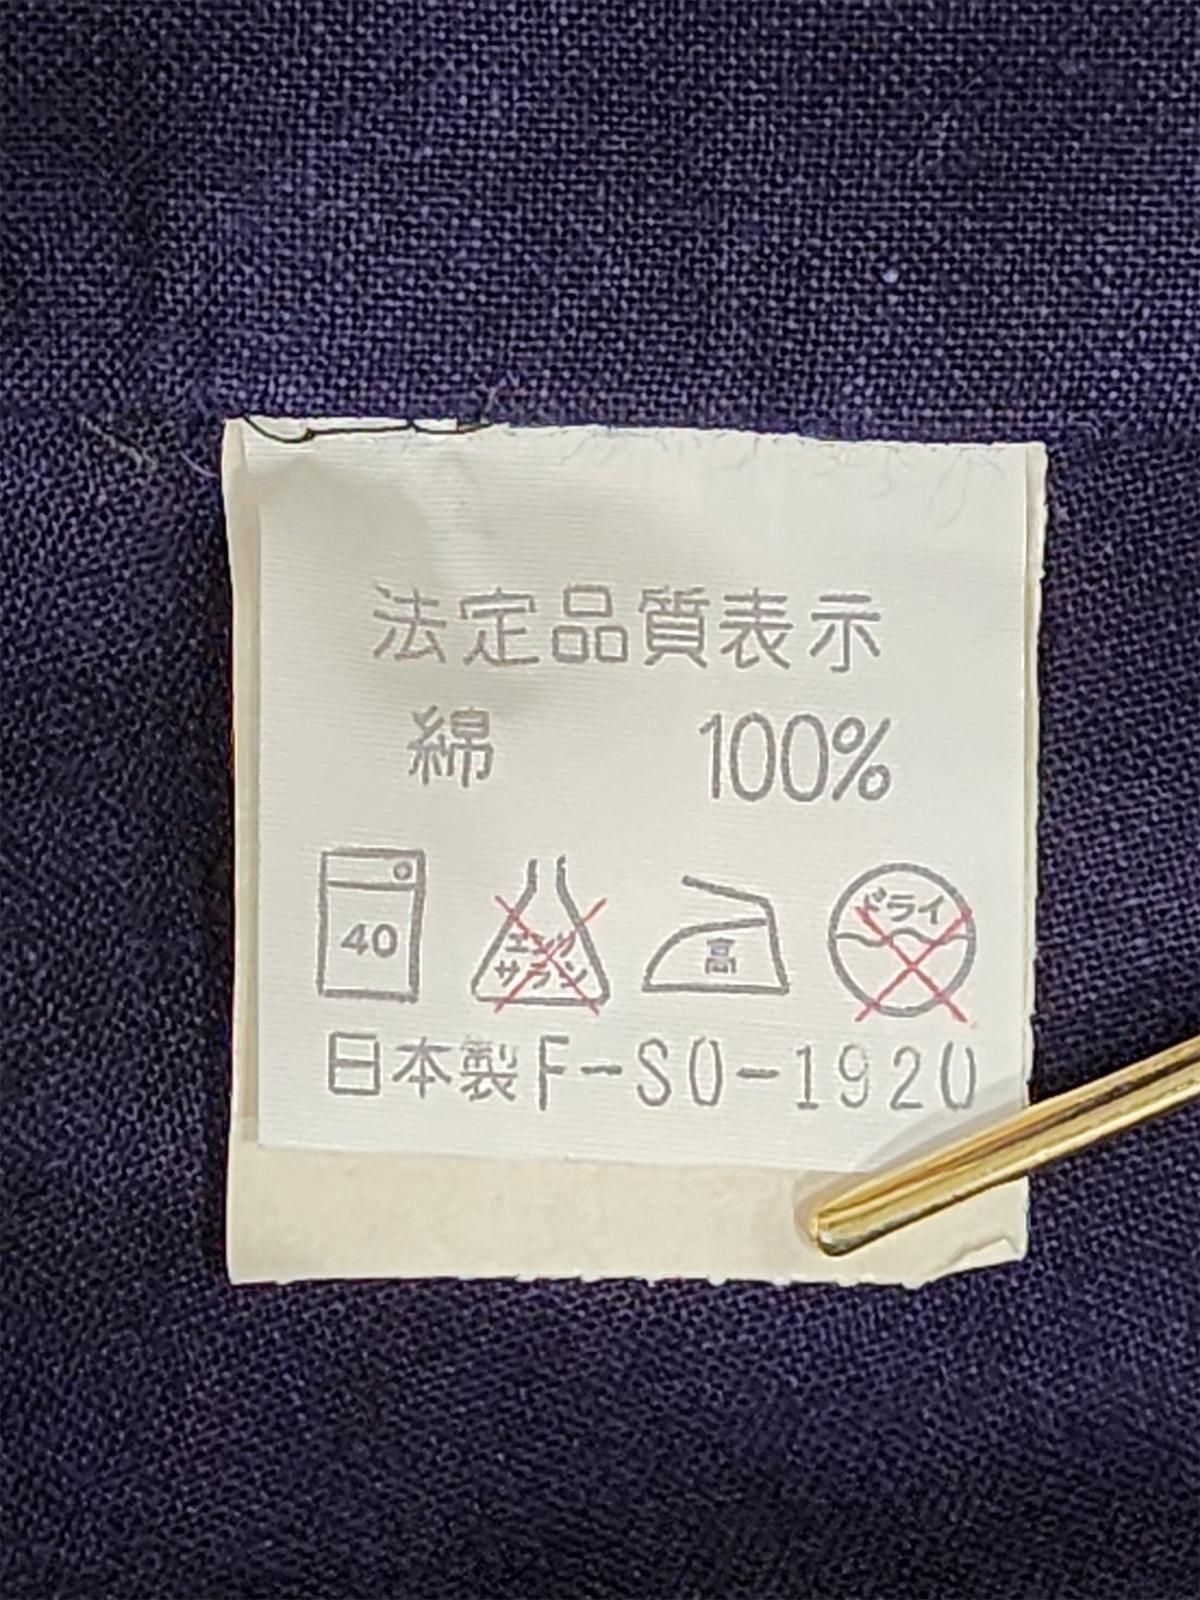 法定品質表示
綿 100%
40 エンソ サラシ 高 ドライ
日本製 F-SO-1920